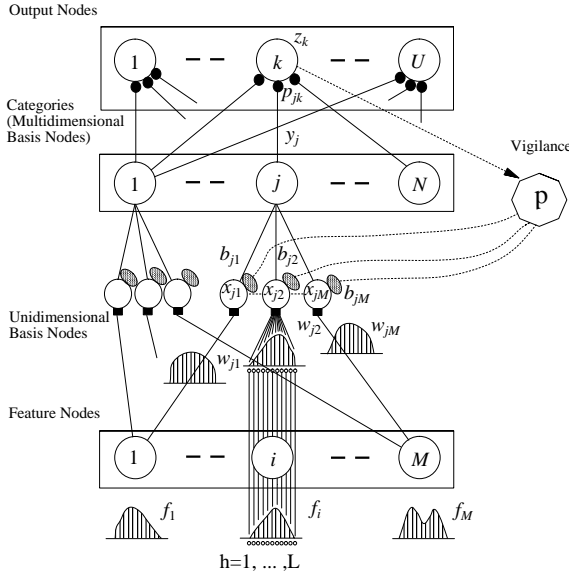 Output Nodes
z_k
1 k U
p_jk
Categories
(Multidimensional
Basis Nodes)
y_j
Vigilance
1 j N
p
b_j1 b_j2
x_j1 x_j2 x_jM b_jM
Unidimensional
Basis Nodes
w_j2 w_jM
w_j1
Feature Nodes
1 i M
f_1 f_i f_M
h=1, ... ,L